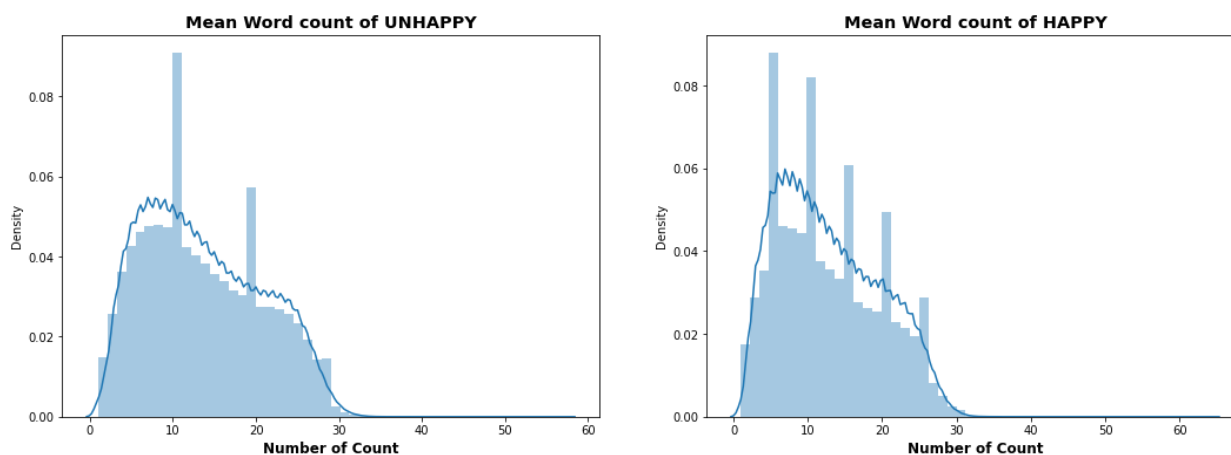 Mean Word count of UNHAPPY
Density
0.08
0.06
0.04
0.02
0.00
0 10 20 30 40 50 60
Number of Count
Mean Word count of HAPPY
Density
0.08
0.06
0.04
0.02
0.00
0 10 20 30 40 50 60
Number of Count